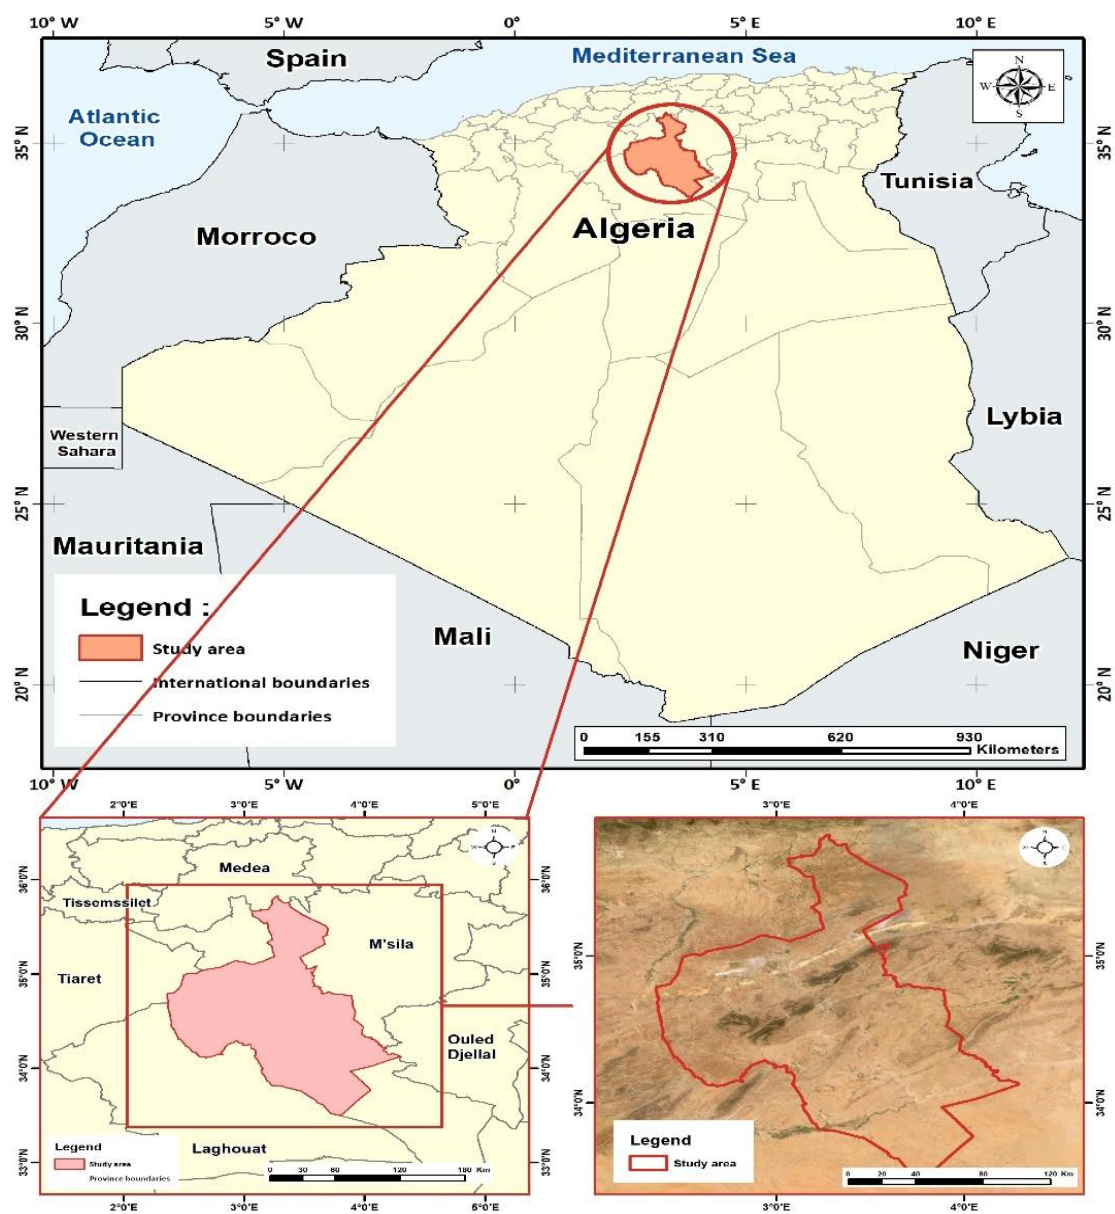 10° W 5° W 0° 5° E 10° E
Spain
Mediterranean Sea
N
W E
S
Atlantic
Ocean
35° N
35° N
Tunisia
Algeria
Morroco
30° N
30° N
Lybia
Western
Sahara
25° N
25° N
Mauritania
Legend :
Study area
International boundaries
Province boundaries
Mali
Niger
20° N
20° N
0 155 310 620 930
Kilometers
10° W 5° W 0° 5° E 10° E
2°0'E 3°0'E 4°0'E 5°0'E
N
W E
Medea
Tissemssilet
M'sila
Tiaret
Ouled
Djellal
Laghouat
36°0'N
35°0'N
34°0'N
33°0'N
36°0'N
35°0'N
34°0'N
33°0'N
Legend
Study area
Province boundaries
0 30 60 120 180 Km
2°0'E 3°0'E 4°0'E 5°0'E
3°0'E 4°0'E
N
W
35°0'N
34°0'N
35°0'N
34°0'N
Legend
Study area
0 20 40 80 120 Km
3°0'E 4°0'E